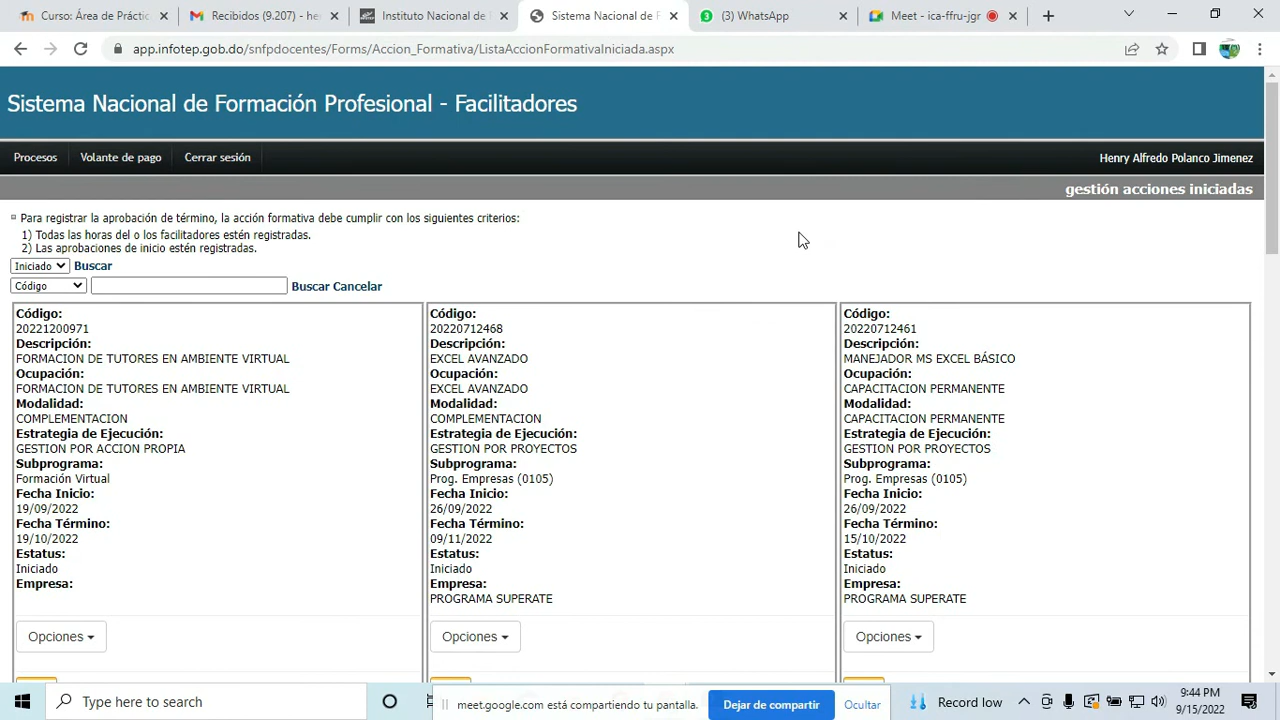 Curso: Área de Práctic
Recibidos (9.207) - he
Instituto Nacional de
Sistema Nacional de F
(3) WhatsApp
Meet - ica-ffru-jgr
app.infotep.gob.do/snfpdocentes/Forms/Accion_Formativa/ListaAccionFormativaIniciada.aspx
Sistema Nacional de Formación Profesional - Facilitadores
Procesos Volante de pago Cerrar sesión Henry Alfredo Polanco Jimenez
gestión acciones iniciadas
Para registrar la aprobación de término, la acción formativa debe cumplir con los siguientes criterios:
1) Todas las horas del o los facilitadores estén registradas.
2) Las aprobaciones de inicio estén registradas.
Iniciado Buscar
Código Buscar Cancelar
Código:
20221200971
Descripción:
FORMACION DE TUTORES EN AMBIENTE VIRTUAL
Ocupación:
FORMACION DE TUTORES EN AMBIENTE VIRTUAL
Modalidad:
COMPLEMENTACION
Estrategia de Ejecución:
GESTION POR ACCION PROPIA
Subprograma:
Formación Virtual
Fecha Inicio:
19/09/2022
Fecha Término:
19/10/2022
Estatus:
Iniciado
Empresa:
Opciones
Código:
20220712468
Descripción:
EXCEL AVANZADO
Ocupación:
EXCEL AVANZADO
Modalidad:
COMPLEMENTACION
Estrategia de Ejecución:
GESTION POR PROYECTOS
Subprograma:
Prog. Empresas (0105)
Fecha Inicio:
26/09/2022
Fecha Término:
09/11/2022
Estatus:
Iniciado
Empresa:
PROGRAMA SUPERATE
Opciones
Código:
20220712461
Descripción:
MANEJADOR MS EXCEL BÁSICO
Ocupación:
CAPACITACION PERMANENTE
Modalidad:
CAPACITACION PERMANENTE
Estrategia de Ejecución:
GESTION POR PROYECTOS
Subprograma:
Prog. Empresas (0105)
Fecha Inicio:
26/09/2022
Fecha Término:
15/10/2022
Estatus:
Iniciado
Empresa:
PROGRAMA SUPERATE
Opciones
Type here to search
meet.google.com está compartiendo tu pantalla.
Dejar de compartir
Ocultar
Record low
9:44 PM
9/15/2022